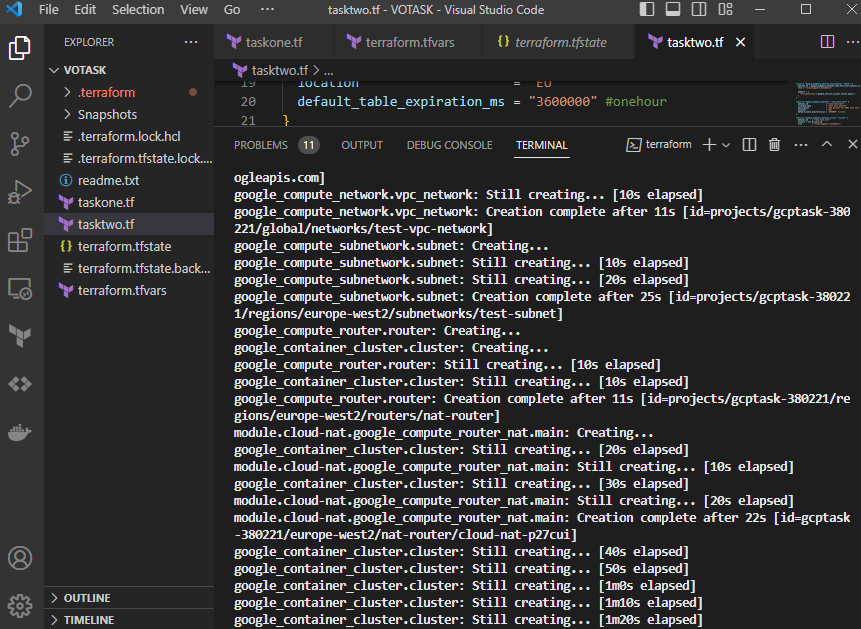 File Edit Selection View Go ··· tasktwo.tf - VOTASK - Visual Studio Code
EXPLORER ···
VOTASK
.terraform
Snapshots
.terraform.lock.hcl
.terraform.tfstate.lock....
readme.txt
taskone.tf
tasktwo.tf
terraform.tfstate
terraform.tfstate.back...
terraform.tfvars
OUTLINE
TIMELINE
taskone.tf terraform.tfvars terraform.tfstate tasktwo.tf
tasktwo.tf > ...
19 location = "EU"
20 default_table_expiration_ms = "3600000" #onehour
21 }
PROBLEMS 11 OUTPUT DEBUG CONSOLE TERMINAL terraform
ogleapis.com]
google_compute_network.vpc_network: Still creating... [10s elapsed]
google_compute_network.vpc_network: Creation complete after 11s [id=projects/gcptask-380
221/global/networks/test-vpc-network]
google_compute_subnetwork.subnet: Creating...
google_compute_subnetwork.subnet: Still creating... [10s elapsed]
google_compute_subnetwork.subnet: Still creating... [20s elapsed]
google_compute_subnetwork.subnet: Creation complete after 25s [id=projects/gcptask-38022
1/regions/europe-west2/subnetworks/test-subnet]
google_compute_router.router: Creating...
google_container_cluster.cluster: Creating...
google_compute_router.router: Still creating... [10s elapsed]
google_container_cluster.cluster: Still creating... [10s elapsed]
google_compute_router.router: Creation complete after 11s [id=projects/gcptask-380221/re
gions/europe-west2/routers/nat-router]
module.cloud-nat.google_compute_router_nat.main: Creating...
google_container_cluster.cluster: Still creating... [20s elapsed]
module.cloud-nat.google_compute_router_nat.main: Still creating... [10s elapsed]
google_container_cluster.cluster: Still creating... [30s elapsed]
module.cloud-nat.google_compute_router_nat.main: Still creating... [20s elapsed]
module.cloud-nat.google_compute_router_nat.main: Creation complete after 22s [id=gcptask
-380221/europe-west2/nat-router/cloud-nat-p27cui]
google_container_cluster.cluster: Still creating... [40s elapsed]
google_container_cluster.cluster: Still creating... [50s elapsed]
google_container_cluster.cluster: Still creating... [1m0s elapsed]
google_container_cluster.cluster: Still creating... [1m10s elapsed]
google_container_cluster.cluster: Still creating... [1m20s elapsed]